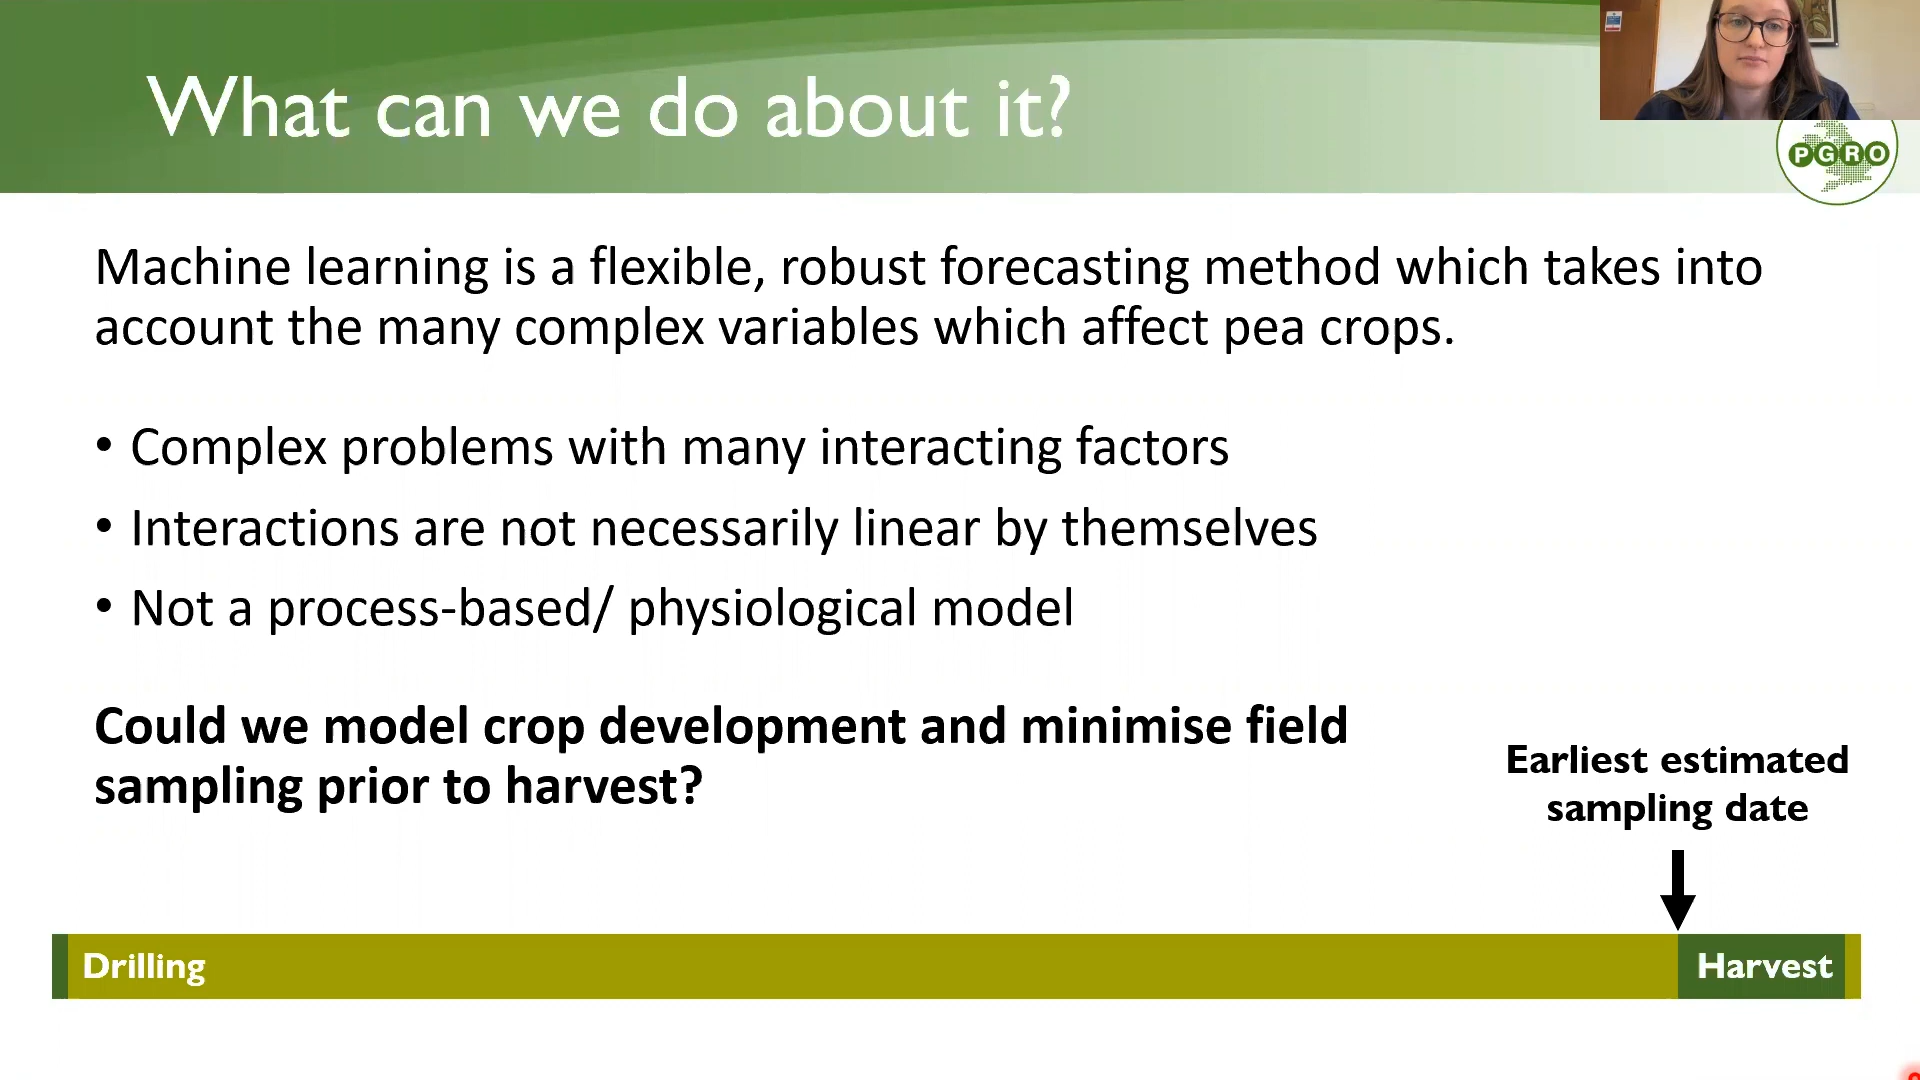 What can we do about it?
PGRO
Machine learning is a flexible, robust forecasting method which takes into
account the many complex variables which affect pea crops.
• Complex problems with many interacting factors
• Interactions are not necessarily linear by themselves
• Not a process-based/ physiological model
Could we model crop development and minimise field
sampling prior to harvest?
Earliest estimated
sampling date
Drilling
Harvest